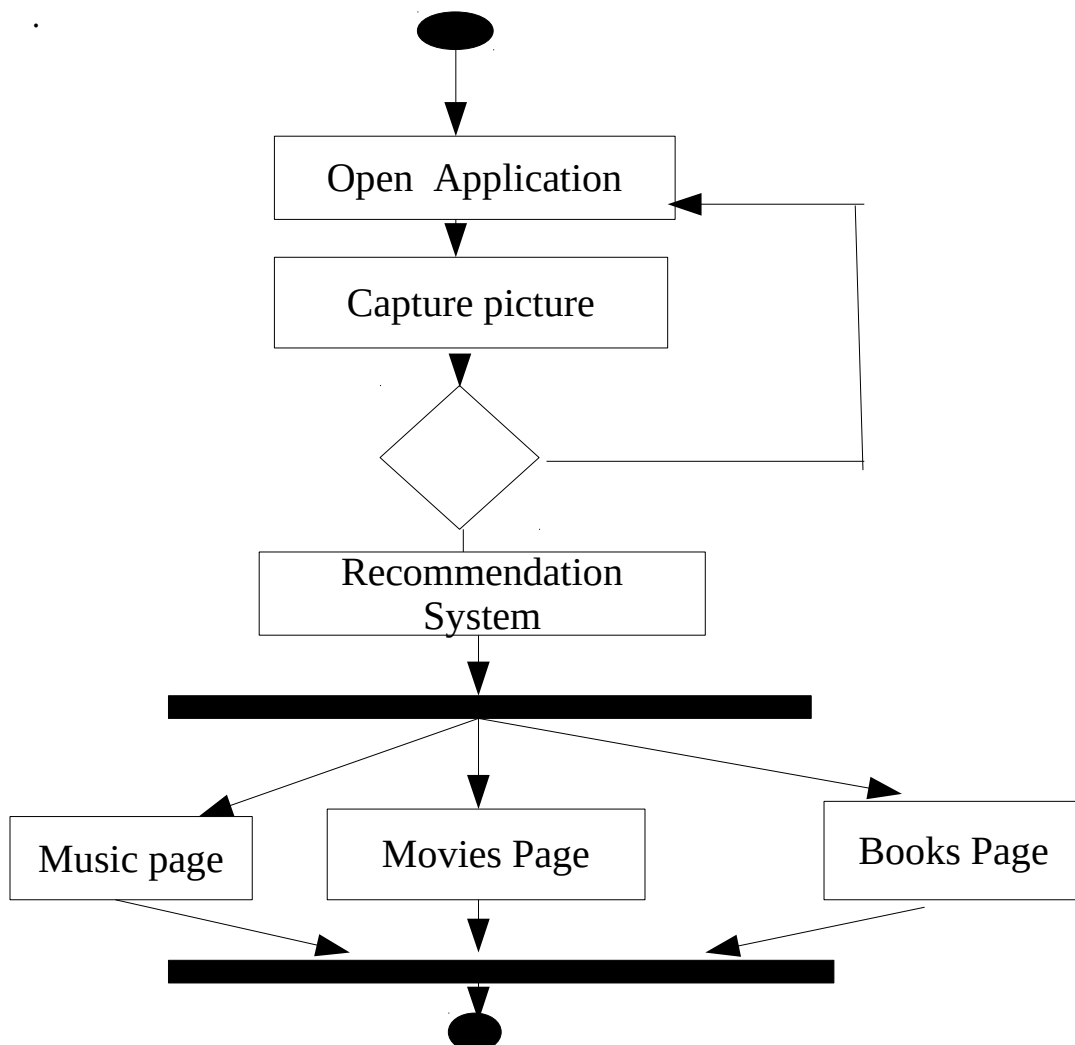 Open Application
Capture picture
Recommendation
System
Music page
Movies Page
Books Page